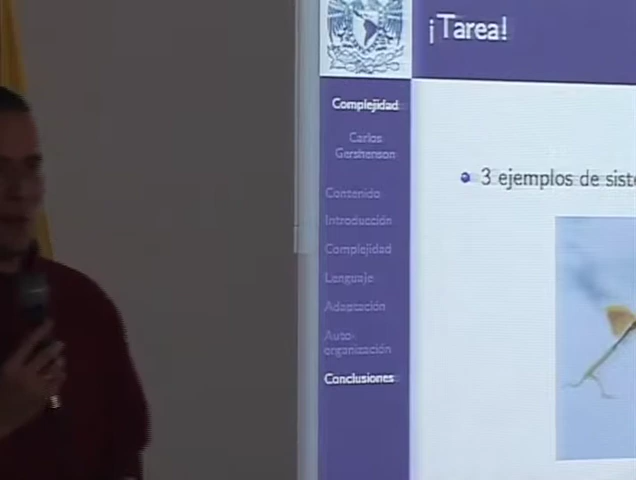 ¡Tarea!
Complejidad
Carlos
Gershenson
Contenido
Introducción
Complejidad
Lenguaje
Adaptación
Auto-
organización
Conclusiones
3 ejemplos de siste